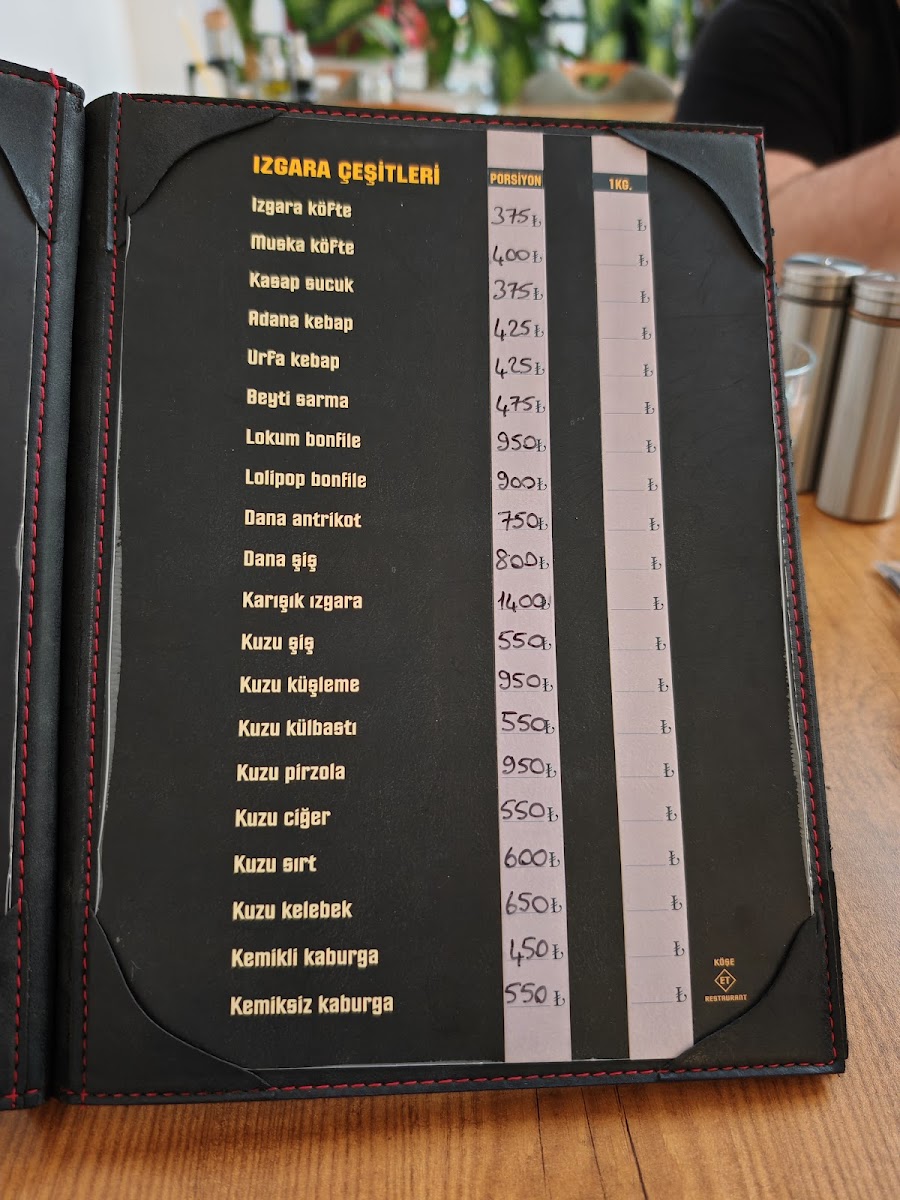 IZGARA ÇEŞİTLERİ PORSİYON 1 KG.
Izgara köfte 375₺ ₺
Muska köfte 400₺ ₺
Kasap sucuk 375₺ ₺
Adana kebap 425₺ ₺
Urfa kebap 425₺ ₺
Beyti sarma 475₺ ₺
Lokum bonfile 950₺ ₺
Lolipop bonfile 900₺ ₺
Dana antrikot 750₺ ₺
Dana şiş 800₺ ₺
Karışık ızgara 1400₺ ₺
Kuzu şiş 550₺ ₺
Kuzu küşleme 950₺ ₺
Kuzu külbastı 550₺ ₺
Kuzu pirzola 950₺ ₺
Kuzu ciğer 550₺ ₺
Kuzu sırt 600₺ ₺
Kuzu kelebek 650₺ ₺
Kemikli kaburga 450₺ ₺
Kemiksiz kaburga 550₺ ₺
KÖŞE
ET
RESTAURANT